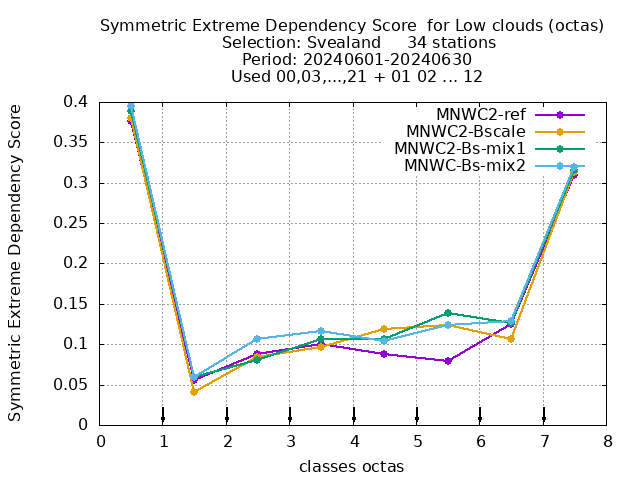 Symmetric Extreme Dependency Score  for Low clouds (octas)
Selection: Svealand     34 stations
Period: 20240601-20240630
Used 00,03,...,21 + 01 02 ... 12
Symmetric Extreme Dependency Score
0.4
0.35
0.3
0.25
0.2
0.15
0.1
0.05
0
MNWC2-ref
MNWC2-Bscale
MNWC2-Bs-mix1
MNWC-Bs-mix2
0 1 2 3 4 5 6 7 8
classes octas